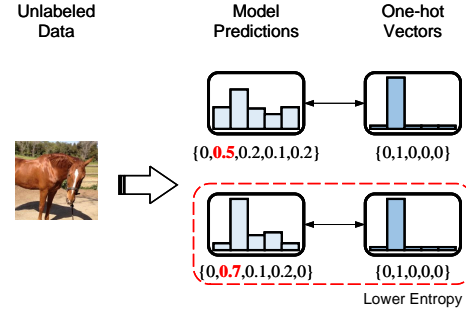 Unlabeled
Data
Model
Predictions
One-hot
Vectors
{0,0.5,0.2,0.1,0.2}
{0,1,0,0,0}
{0,0.7,0.1,0.2,0}
{0,1,0,0,0}
Lower Entropy